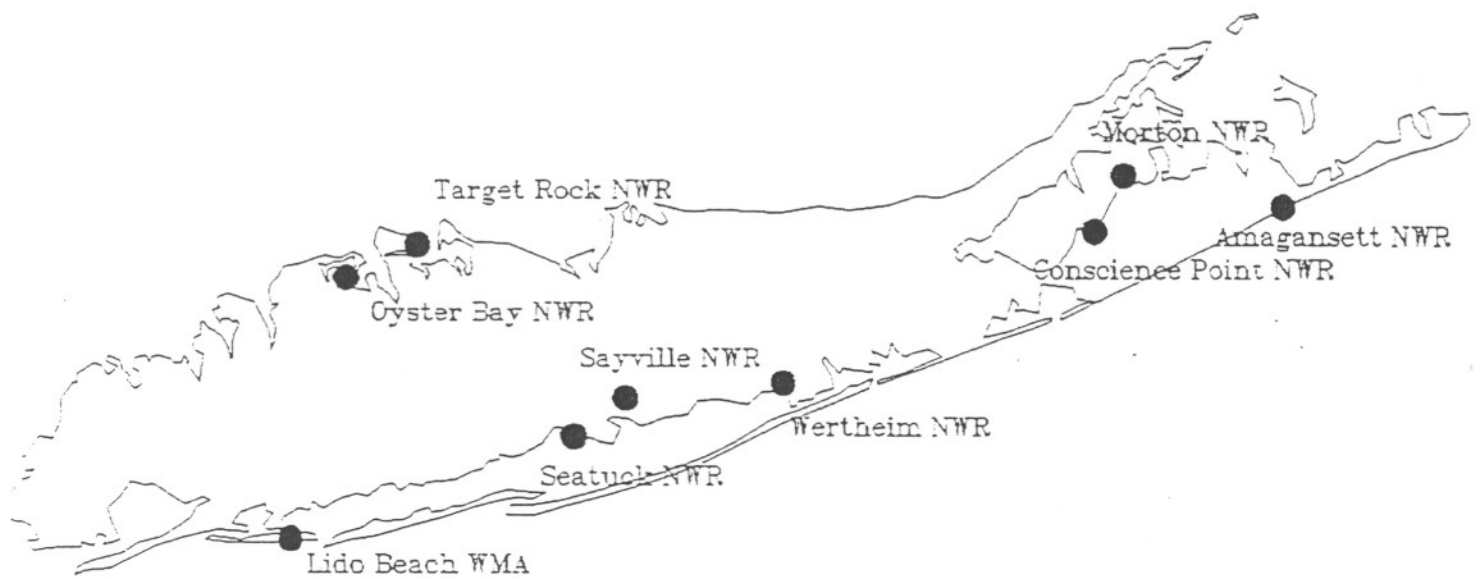 Morton NWR
Target Rock NWR
Amagansett NWR
Conscience Point NWR
Oyster Bay NWR
Sayville NWR
Wertheim NWR
Seatuck NWR
Lido Beach WMA